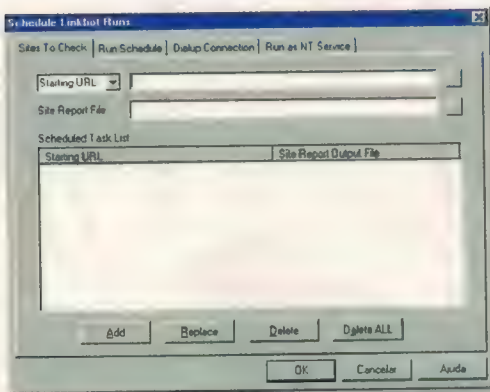 Schedule Linkbot Runs
Sites To Check | Run Schedule | Dialup Connection | Run as NT Service
Starting URL
Site Report File
Scheduled Task List
Starting URL Site Report Output File
Add Replace Delete Delete ALL
OK Cancelar Ajuda